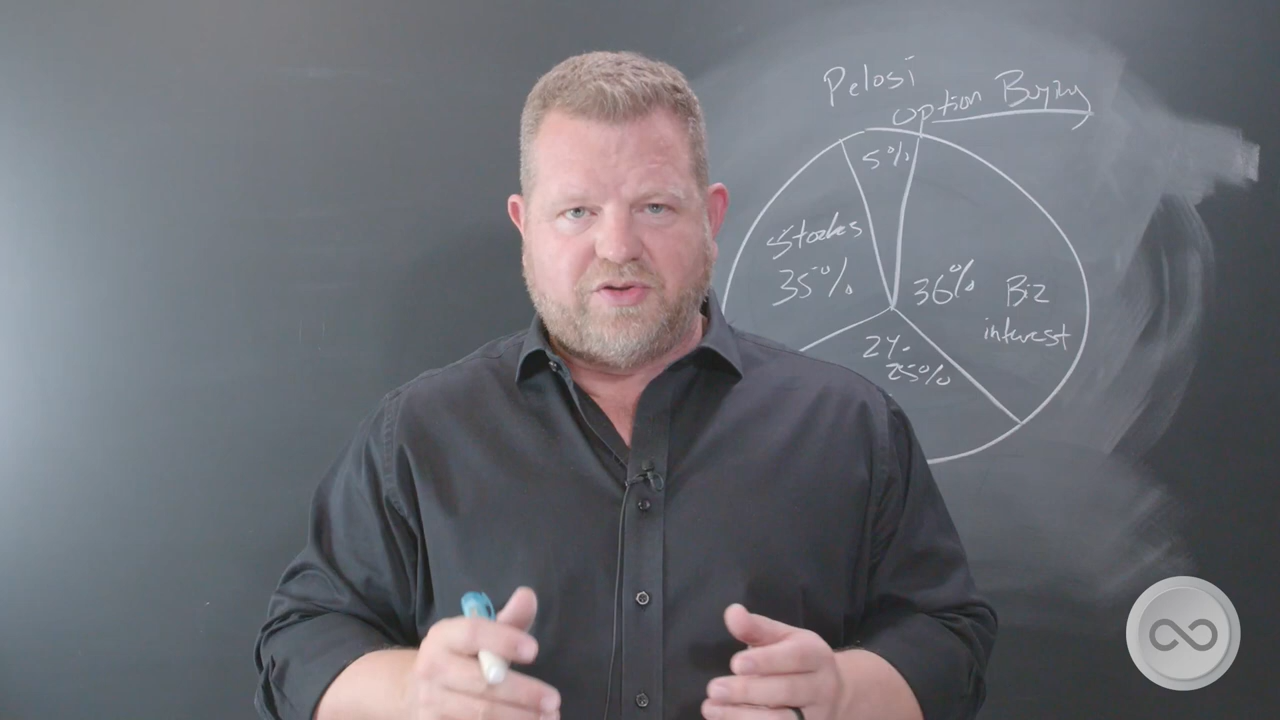 Pelosi
option Buying
5%
Stocks
35%
36% Biz
interest
24-
25%